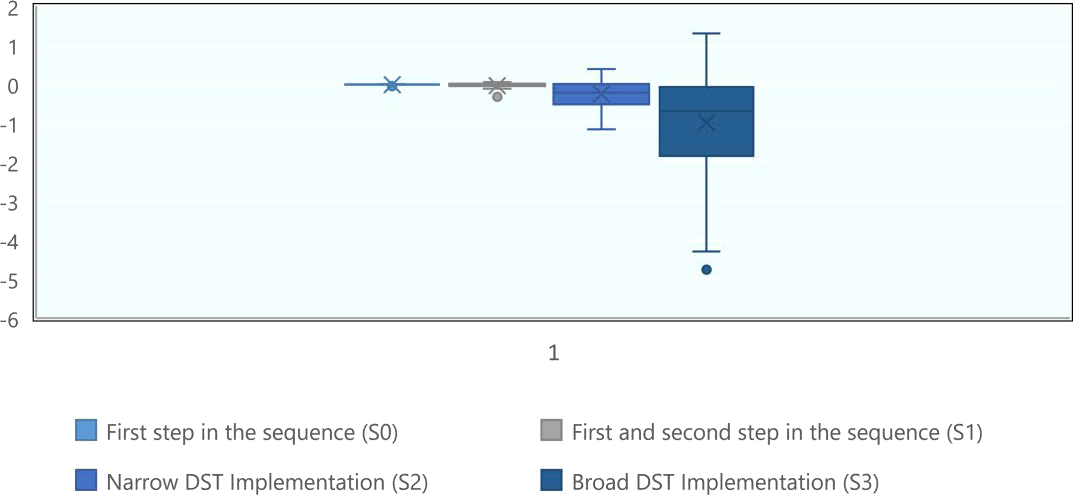 2
1
0
-1
-2
-3
-4
-5
-6
1
First step in the sequence (S0)
First and second step in the sequence (S1)
Narrow DST Implementation (S2)
Broad DST Implementation (S3)